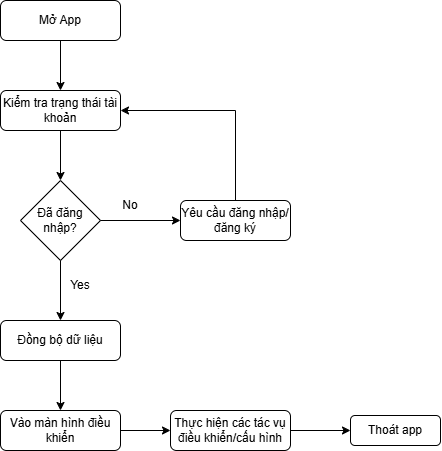 Mở App
Kiểm tra trạng thái tài
khoản
Đã đăng
nhập?
No
Yêu cầu đăng nhập/
đăng ký
Yes
Đồng bộ dữ liệu
Vào màn hình điều
khiển
Thực hiện các tác vụ
điều khiển/cấu hình
Thoát app